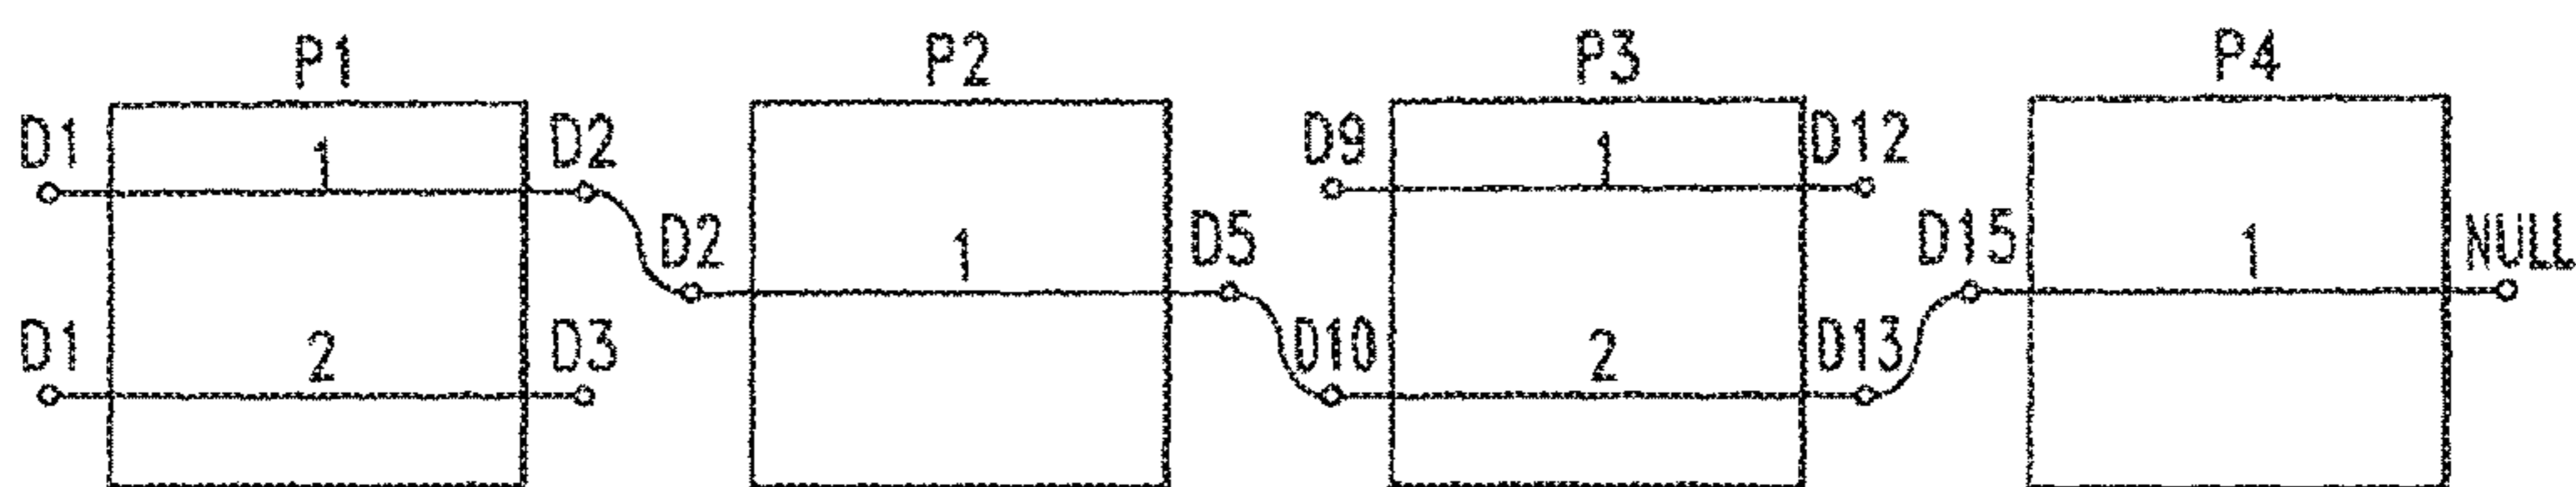 P1 P2 P3 P4
D1 1 D2 D9 1 D12
D2 1 D5 D15 1 NULL
D1 2 D3 D10 2 D13